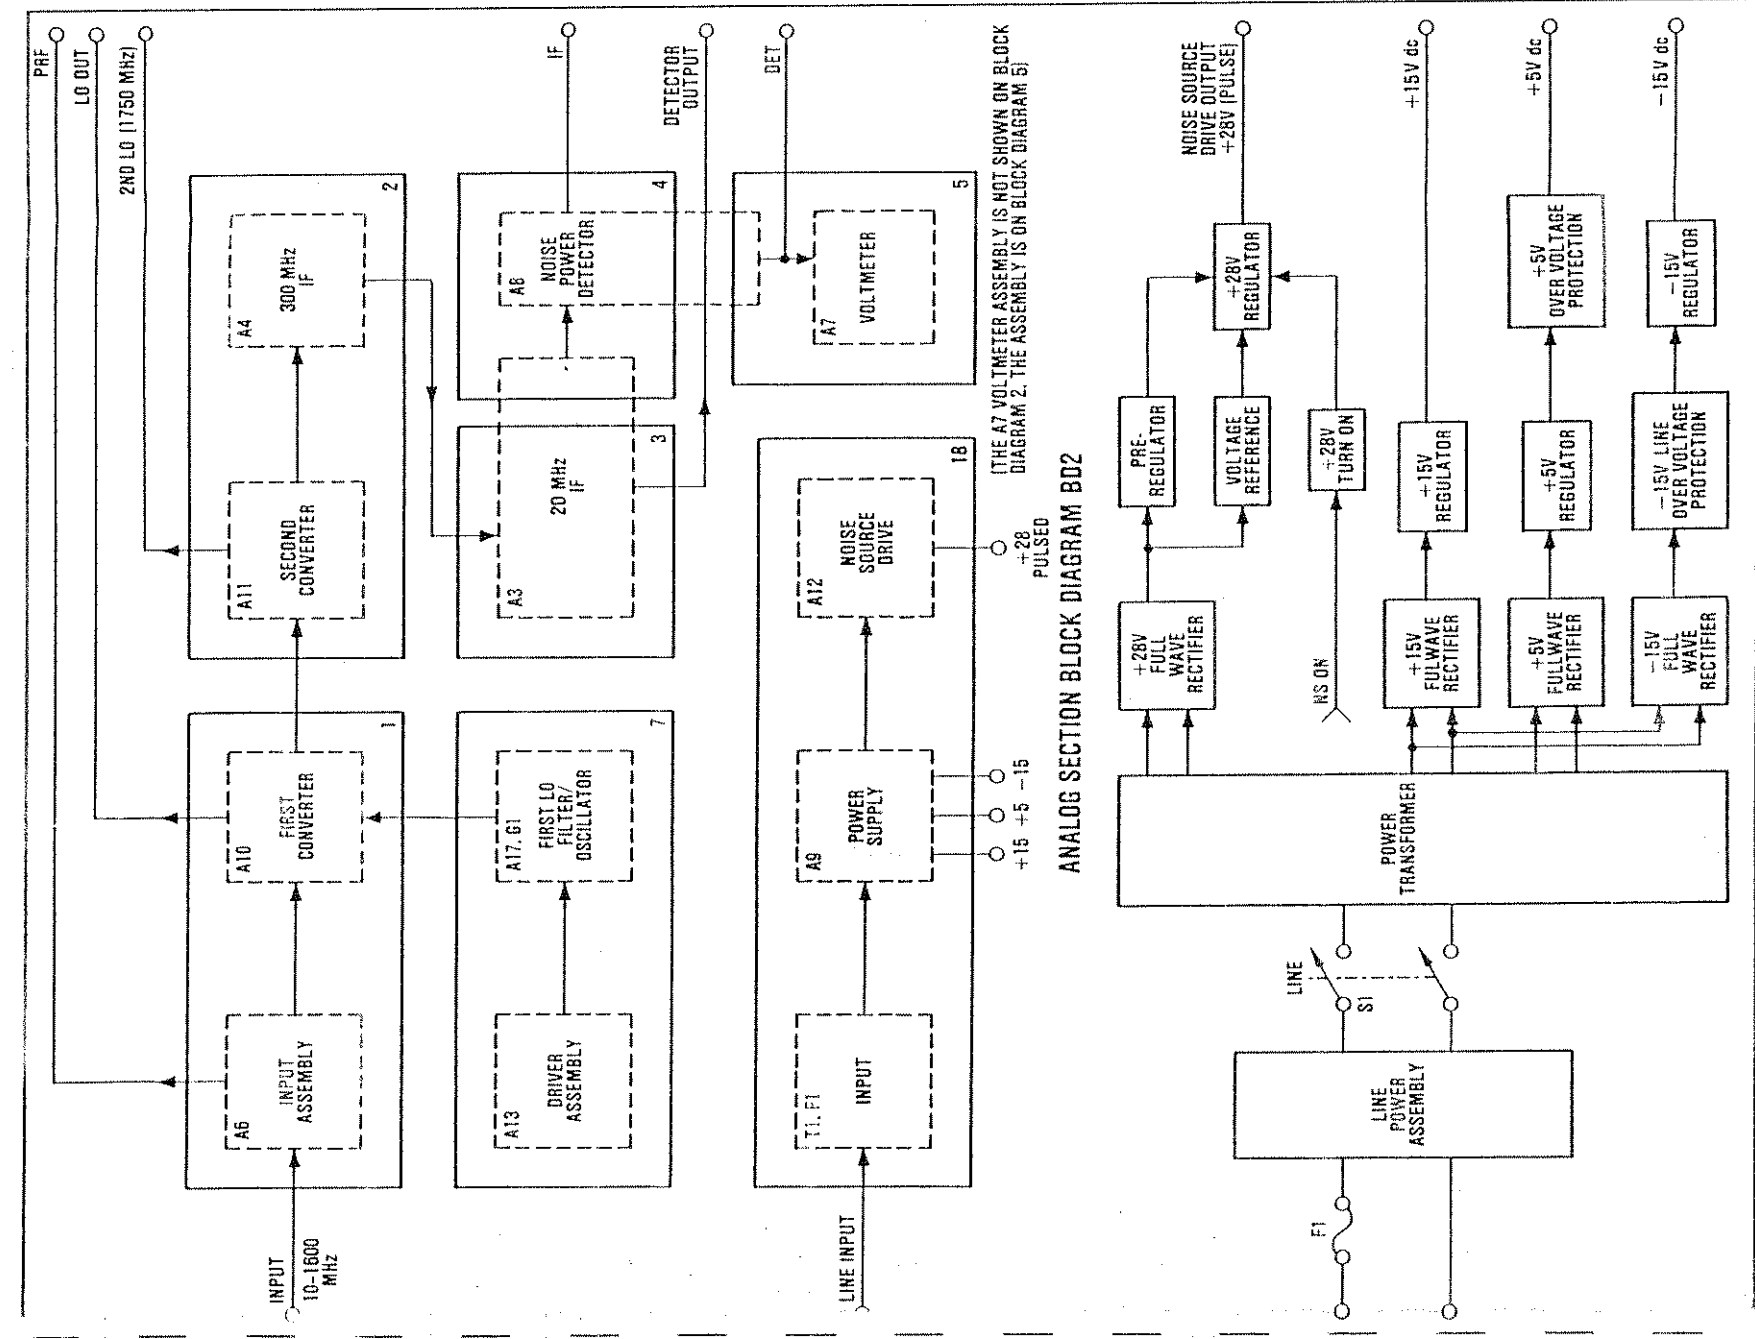 PRF
LO OUT
2ND LO (1750 MHz)
INPUT
10-1600
MHz
A6
INPUT
ASSEMBLY
A10
FIRST
CONVERTER
1
A11
SECOND
CONVERTER
A4
300 MHz
IF
2
A13
DRIVER
ASSEMBLY
A17, G1
FIRST LO
FILTER/
OSCILLATOR
7
A3
20 MHz
IF
3
A8
NOISE
POWER
DETECTOR
4
IF
DETECTOR
OUTPUT
DET
A7
VOLTMETER
5
LINE INPUT
T1, F1
INPUT
A9
POWER
SUPPLY
+15 +5 -15
A12
NOISE
SOURCE
DRIVE
+28
PULSED
18
(THE A7 VOLTMETER ASSEMBLY IS NOT SHOWN ON BLOCK
DIAGRAM 2. THE ASSEMBLY IS ON BLOCK DIAGRAM 5)
ANALOG SECTION BLOCK DIAGRAM BD2
F1
LINE
POWER
ASSEMBLY
LINE
S1
POWER
TRANSFORMER
+28V
FULL
WAVE
RECTIFIER
PRE-
REGULATOR
VOLTAGE
REFERENCE
NS ON
+28V
TURN ON
+28V
REGULATOR
NOISE SOURCE
DRIVE OUTPUT
+28V (PULSE)
+15V
FULWAVE
RECTIFIER
+15V
REGULATOR
+15V dc
+5V
FULLWAVE
RECTIFIER
+5V
REGULATOR
+5V
OVER VOLTAGE
PROTECTION
+5V dc
-15V
FULL
WAVE
RECTIFIER
-15V LINE
OVER VOLTAGE
PROTECTION
-15V
REGULATOR
-15V dc